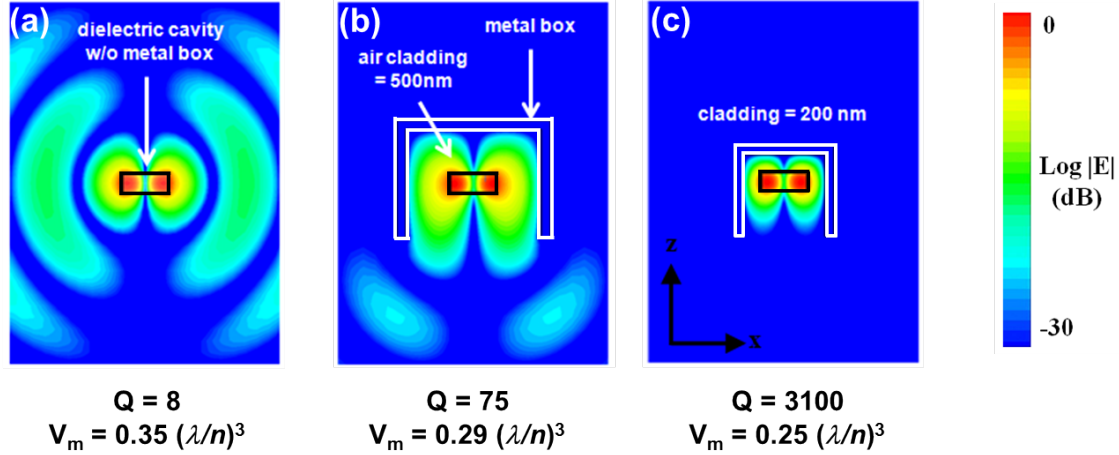 (a)
dielectric cavity
w/o metal box
(b)
metal box
air cladding
= 500nm
(c)
cladding = 200 nm
z
x
0
Log |E|
(dB)
-30
Q = 8
Vm = 0.35 (λ/n)³
Q = 75
Vm = 0.29 (λ/n)³
Q = 3100
Vm = 0.25 (λ/n)³